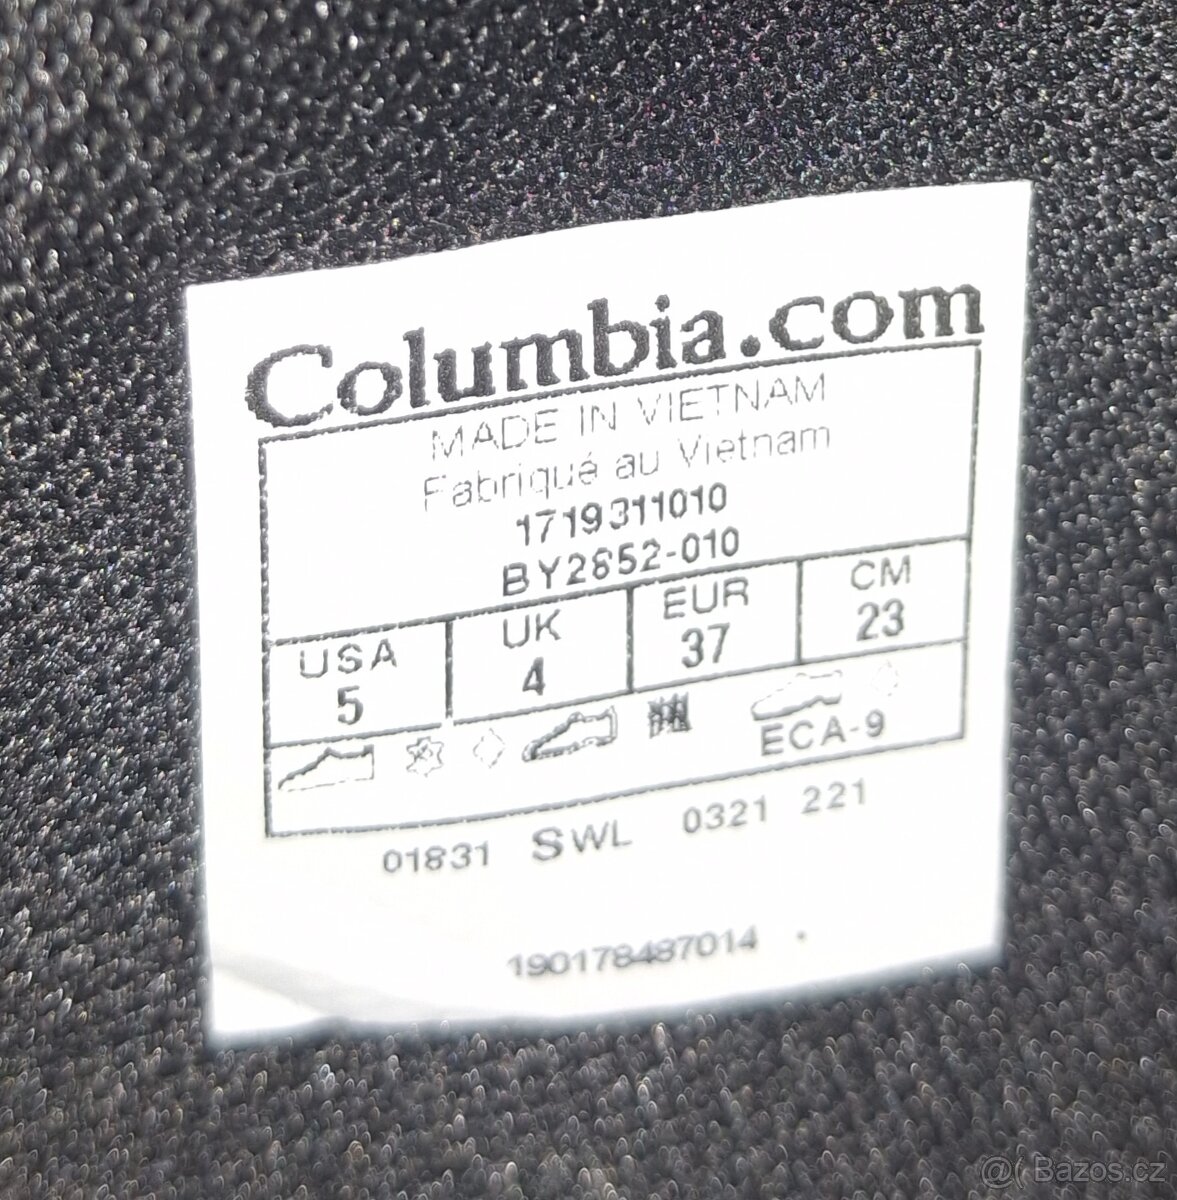 Columbia.com
MADE IN VIETNAM
Fabriqué au Vietnam
1719311010
BY2852-010
USA UK EUR CM
5 4 37 23
ECA-9
01831 SWL 0321 221
190178487014
@( Bazos.cz